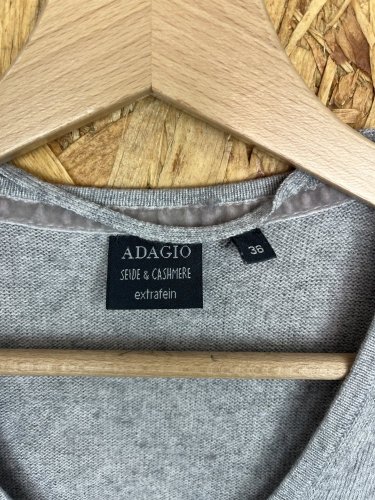 ADAGIO
SEIDE & CASHMERE
extrafein
36